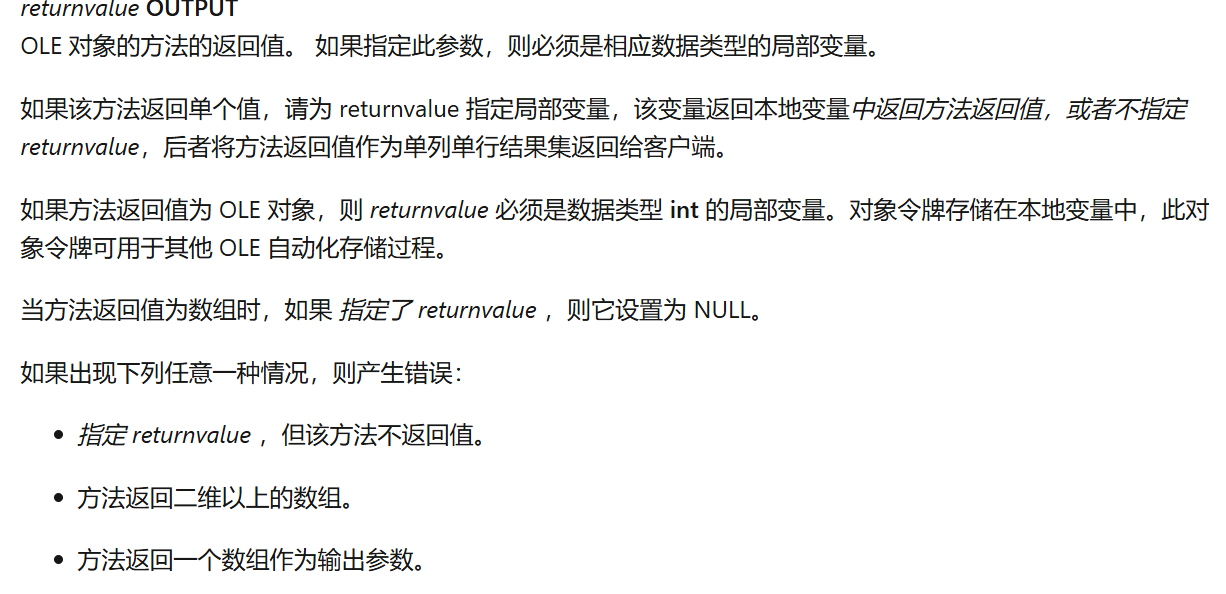 returnvalue OUTPUT
OLE 对象的方法的返回值。 如果指定此参数，则必须是相应数据类型的局部变量。
如果该方法返回单个值，请为 returnvalue 指定局部变量，该变量返回本地变量中返回方法返回值，或者不指定
returnvalue，后者将方法返回值作为单列单行结果集返回给客户端。
如果方法返回值为 OLE 对象，则 returnvalue 必须是数据类型 int 的局部变量。对象令牌存储在本地变量中，此对
象令牌可用于其他 OLE 自动化存储过程。
当方法返回值为数组时，如果 指定了 returnvalue ，则它设置为 NULL。
如果出现下列任意一种情况，则产生错误：
• 指定 returnvalue ，但该方法不返回值。
• 方法返回二维以上的数组。
• 方法返回一个数组作为输出参数。